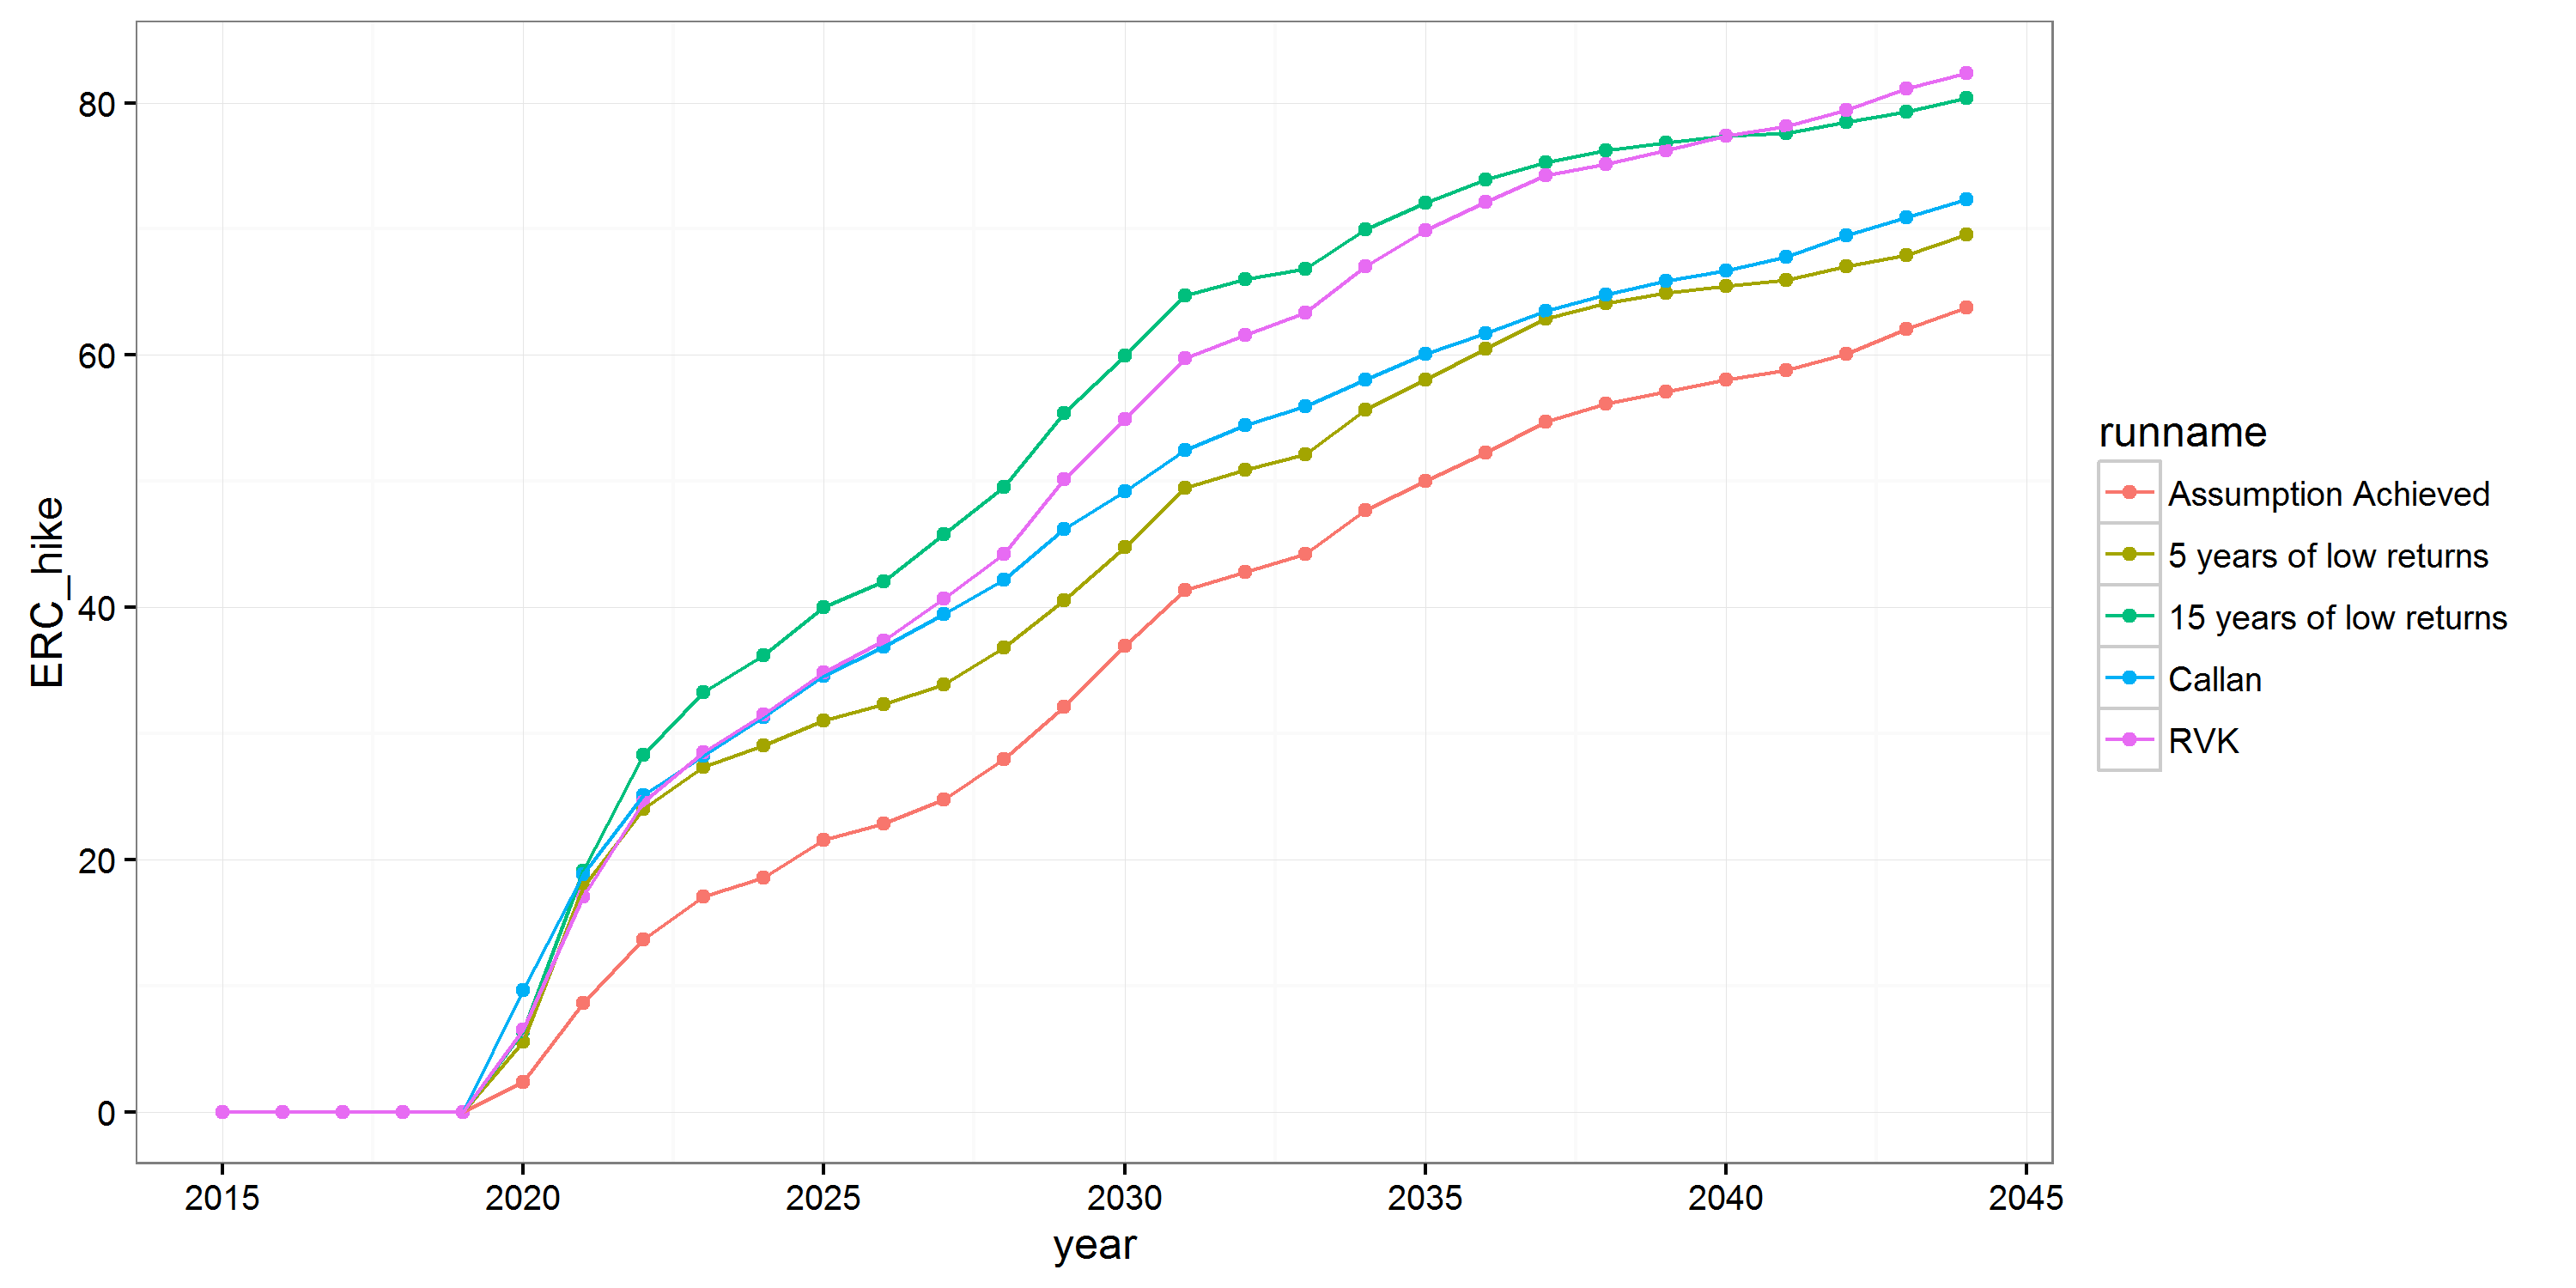 80
60
40
20
0
ERC_hike
2015 2020 2025 2030 2035 2040 2045
year
runname
Assumption Achieved
5 years of low returns
15 years of low returns
Callan
RVK